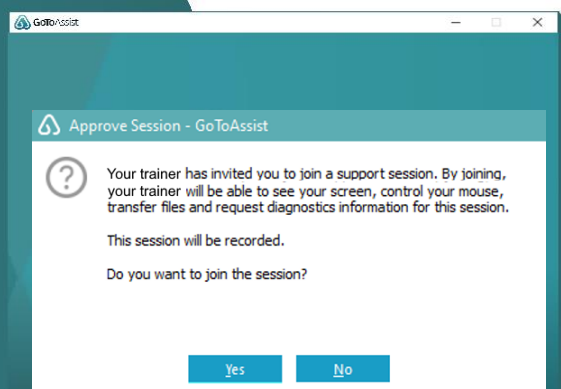 GoToAssist
Approve Session - GoToAssist
Your trainer has invited you to join a support session. By joining,
your trainer will be able to see your screen, control your mouse,
transfer files and request diagnostics information for this session.
This session will be recorded.
Do you want to join the session?
Yes
No